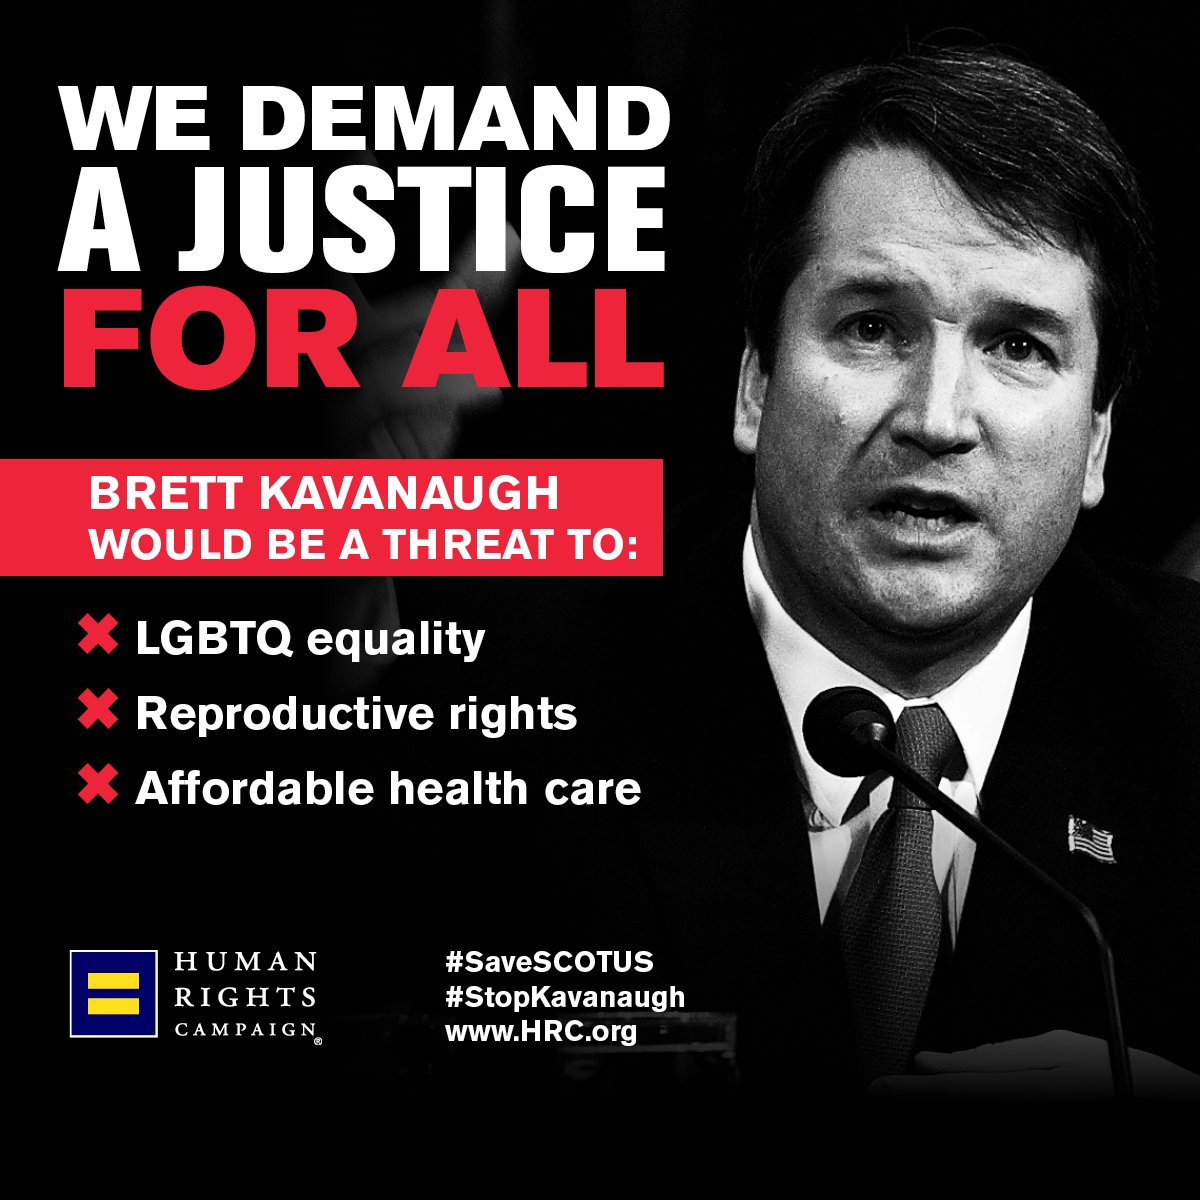 WE DEMAND
A JUSTICE
FOR ALL
BRETT KAVANAUGH
WOULD BE A THREAT TO:
✖ LGBTQ equality
✖ Reproductive rights
✖ Affordable health care
HUMAN
RIGHTS
CAMPAIGN®
#SaveSCOTUS
#StopKavanaugh
www.HRC.org